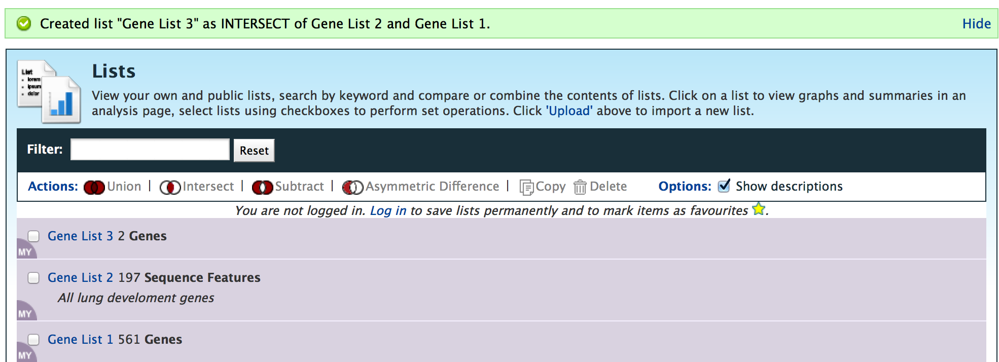 Created list "Gene List 3" as INTERSECT of Gene List 2 and Gene List 1. Hide
List
lorem
ipsum
dolor
Lists
View your own and public lists, search by keyword and compare or combine the contents of lists. Click on a list to view graphs and summaries in an
analysis page, select lists using checkboxes to perform set operations. Click 'Upload' above to import a new list.
Filter: Reset
Actions: Union | Intersect | Subtract | Asymmetric Difference | Copy Delete Options: Show descriptions
You are not logged in. Log in to save lists permanently and to mark items as favourites .
Gene List 3 2 Genes
MY
Gene List 2 197 Sequence Features
All lung develoment genes
MY
Gene List 1 561 Genes
MY